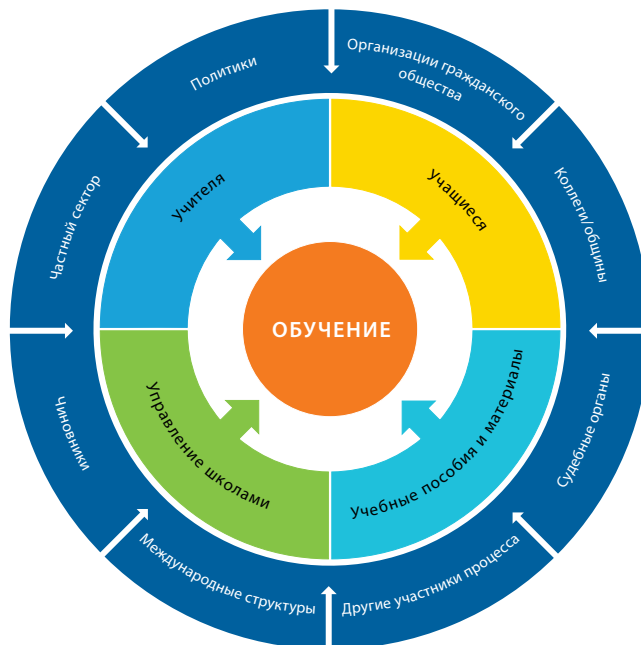 Политики
Организации гражданского
общества
Частный сектор
Коллеги/общины
Учителя
Учащиеся
ОБУЧЕНИЕ
Чиновники
Судебные органы
Управление школами
Учебные пособия и материалы
Международные структуры
Другие участники процесса